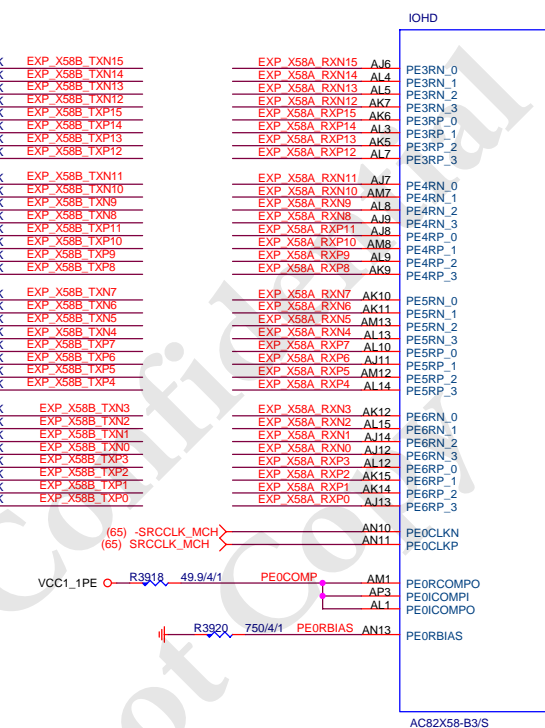 IOHD
K EXP_X58B_TXN15 EXP_X58A_RXN15 AJ6 PE3RN_0
K EXP_X58B_TXN14 EXP_X58A_RXN14 AL4 PE3RN_1
K EXP_X58B_TXN13 EXP_X58A_RXN13 AL5 PE3RN_2
K EXP_X58B_TXN12 EXP_X58A_RXN12 AK7 PE3RN_3
K EXP_X58B_TXP15 EXP_X58A_RXP15 AK6 PE3RP_0
K EXP_X58B_TXP14 EXP_X58A_RXP14 AL3 PE3RP_1
K EXP_X58B_TXP13 EXP_X58A_RXP13 AK5 PE3RP_2
K EXP_X58B_TXP12 EXP_X58A_RXP12 AL7 PE3RP_3
K EXP_X58B_TXN11 EXP_X58A_RXN11 AJ7 PE4RN_0
K EXP_X58B_TXN10 EXP_X58A_RXN10 AM7 PE4RN_1
K EXP_X58B_TXN9 EXP_X58A_RXN9 AL8 PE4RN_2
K EXP_X58B_TXN8 EXP_X58A_RXN8 AJ9 PE4RN_3
K EXP_X58B_TXP11 EXP_X58A_RXP11 AJ8 PE4RP_0
K EXP_X58B_TXP10 EXP_X58A_RXP10 AM8 PE4RP_1
K EXP_X58B_TXP9 EXP_X58A_RXP9 AL9 PE4RP_2
K EXP_X58B_TXP8 EXP_X58A_RXP8 AK9 PE4RP_3
K EXP_X58B_TXN7 EXP_X58A_RXN7 AK10 PE5RN_0
K EXP_X58B_TXN6 EXP_X58A_RXN6 AK11 PE5RN_1
K EXP_X58B_TXN5 EXP_X58A_RXN5 AM13 PE5RN_2
K EXP_X58B_TXN4 EXP_X58A_RXN4 AL13 PE5RN_3
K EXP_X58B_TXP7 EXP_X58A_RXP7 AL10 PE5RP_0
K EXP_X58B_TXP6 EXP_X58A_RXP6 AJ11 PE5RP_1
K EXP_X58B_TXP5 EXP_X58A_RXP5 AM12 PE5RP_2
K EXP_X58B_TXP4 EXP_X58A_RXP4 AL14 PE5RP_3
K EXP_X58B_TXN3 EXP_X58A_RXN3 AK12 PE6RN_0
K EXP_X58B_TXN2 EXP_X58A_RXN2 AL15 PE6RN_1
K EXP_X58B_TXN1 EXP_X58A_RXN1 AJ14 PE6RN_2
K EXP_X58B_TXN0 EXP_X58A_RXN0 AJ12 PE6RN_3
K EXP_X58B_TXP3 EXP_X58A_RXP3 AL12 PE6RP_0
K EXP_X58B_TXP2 EXP_X58A_RXP2 AK15 PE6RP_1
K EXP_X58B_TXP1 EXP_X58A_RXP1 AK14 PE6RP_2
K EXP_X58B_TXP0 EXP_X58A_RXP0 AJ13 PE6RP_3
(65) -SRCCLK_MCH AN10 PE0CLKN
(65) SRCCLK_MCH AN11 PE0CLKP
VCC1_1PE R3918 49.9/4/1 PE0COMP AM1 PE0RCOMPO
AP3 PE0ICOMPI
AL1 PE0ICOMPO
R3920 750/4/1 PE0RBIAS AN13 PE0RBIAS
AC82X58-B3/S
Confidential
ot Copy